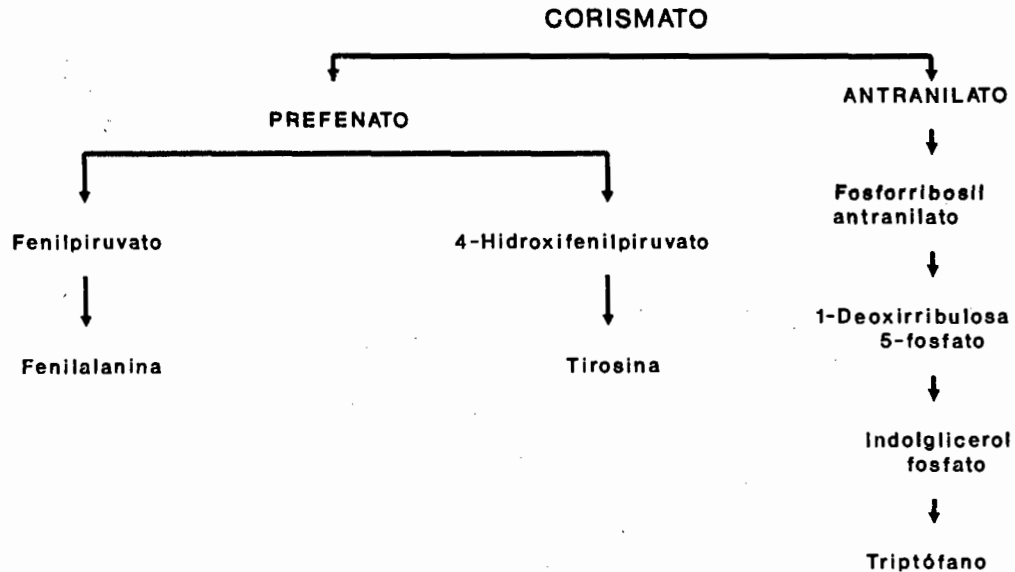 CORISMATO
PREFENATO
ANTRANILATO
Fenilpiruvato
4-Hidroxifenilpiruvato
Fosforribosil
antranilato
Fenilalanina
Tirosina
1-Deoxirribulosa
5-fosfato
Indolglicerol
fosfato
Triptófano